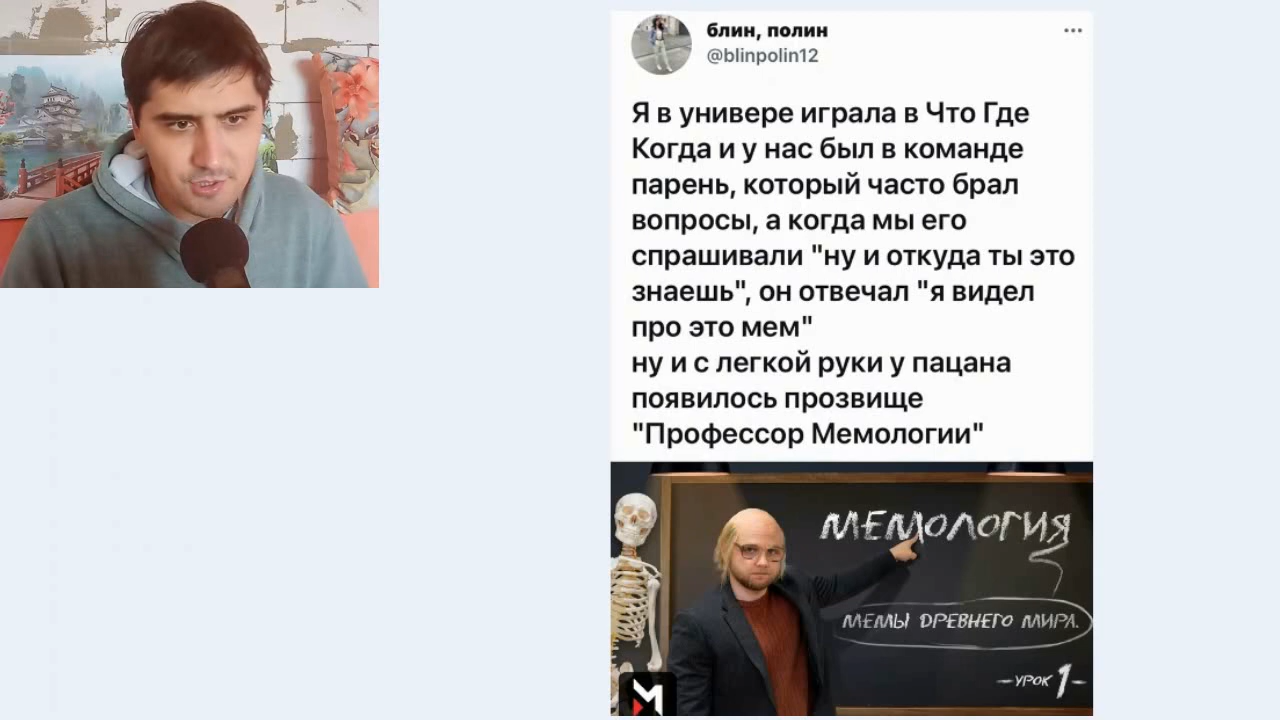 блин, полин
@blinpolin12
Я в универе играла в Что Где
Когда и у нас был в команде
парень, который часто брал
вопросы, а когда мы его
спрашивали "ну и откуда ты это
знаешь", он отвечал "я видел
про это мем"
ну и с легкой руки у пацана
появилось прозвище
"Профессор Мемологии"
МЕМОЛОГИЯ
МЕМЫ ДРЕВНЕГО МИРА.
-УРОК 1-
М